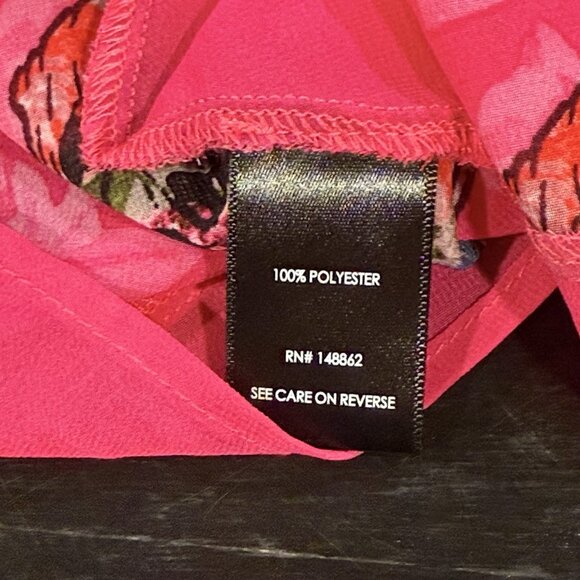 100% POLYESTER
RN# 148862
SEE CARE ON REVERSE